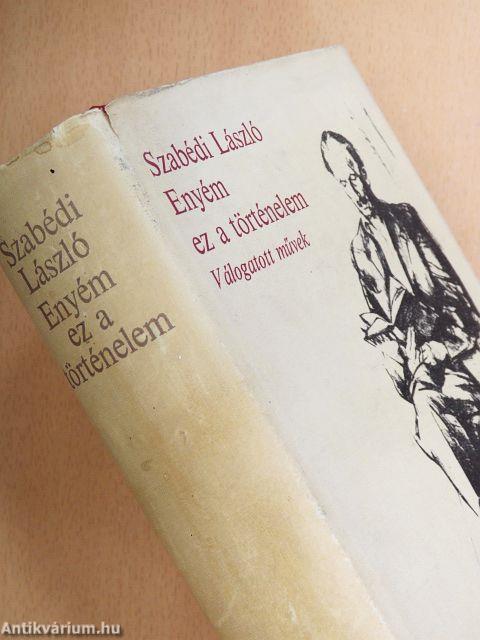 Szabédi
László
Enyém
ez a
történelem
Szabédi László
Enyém
ez a történelem
Válogatott művek
Antikvárium.hu